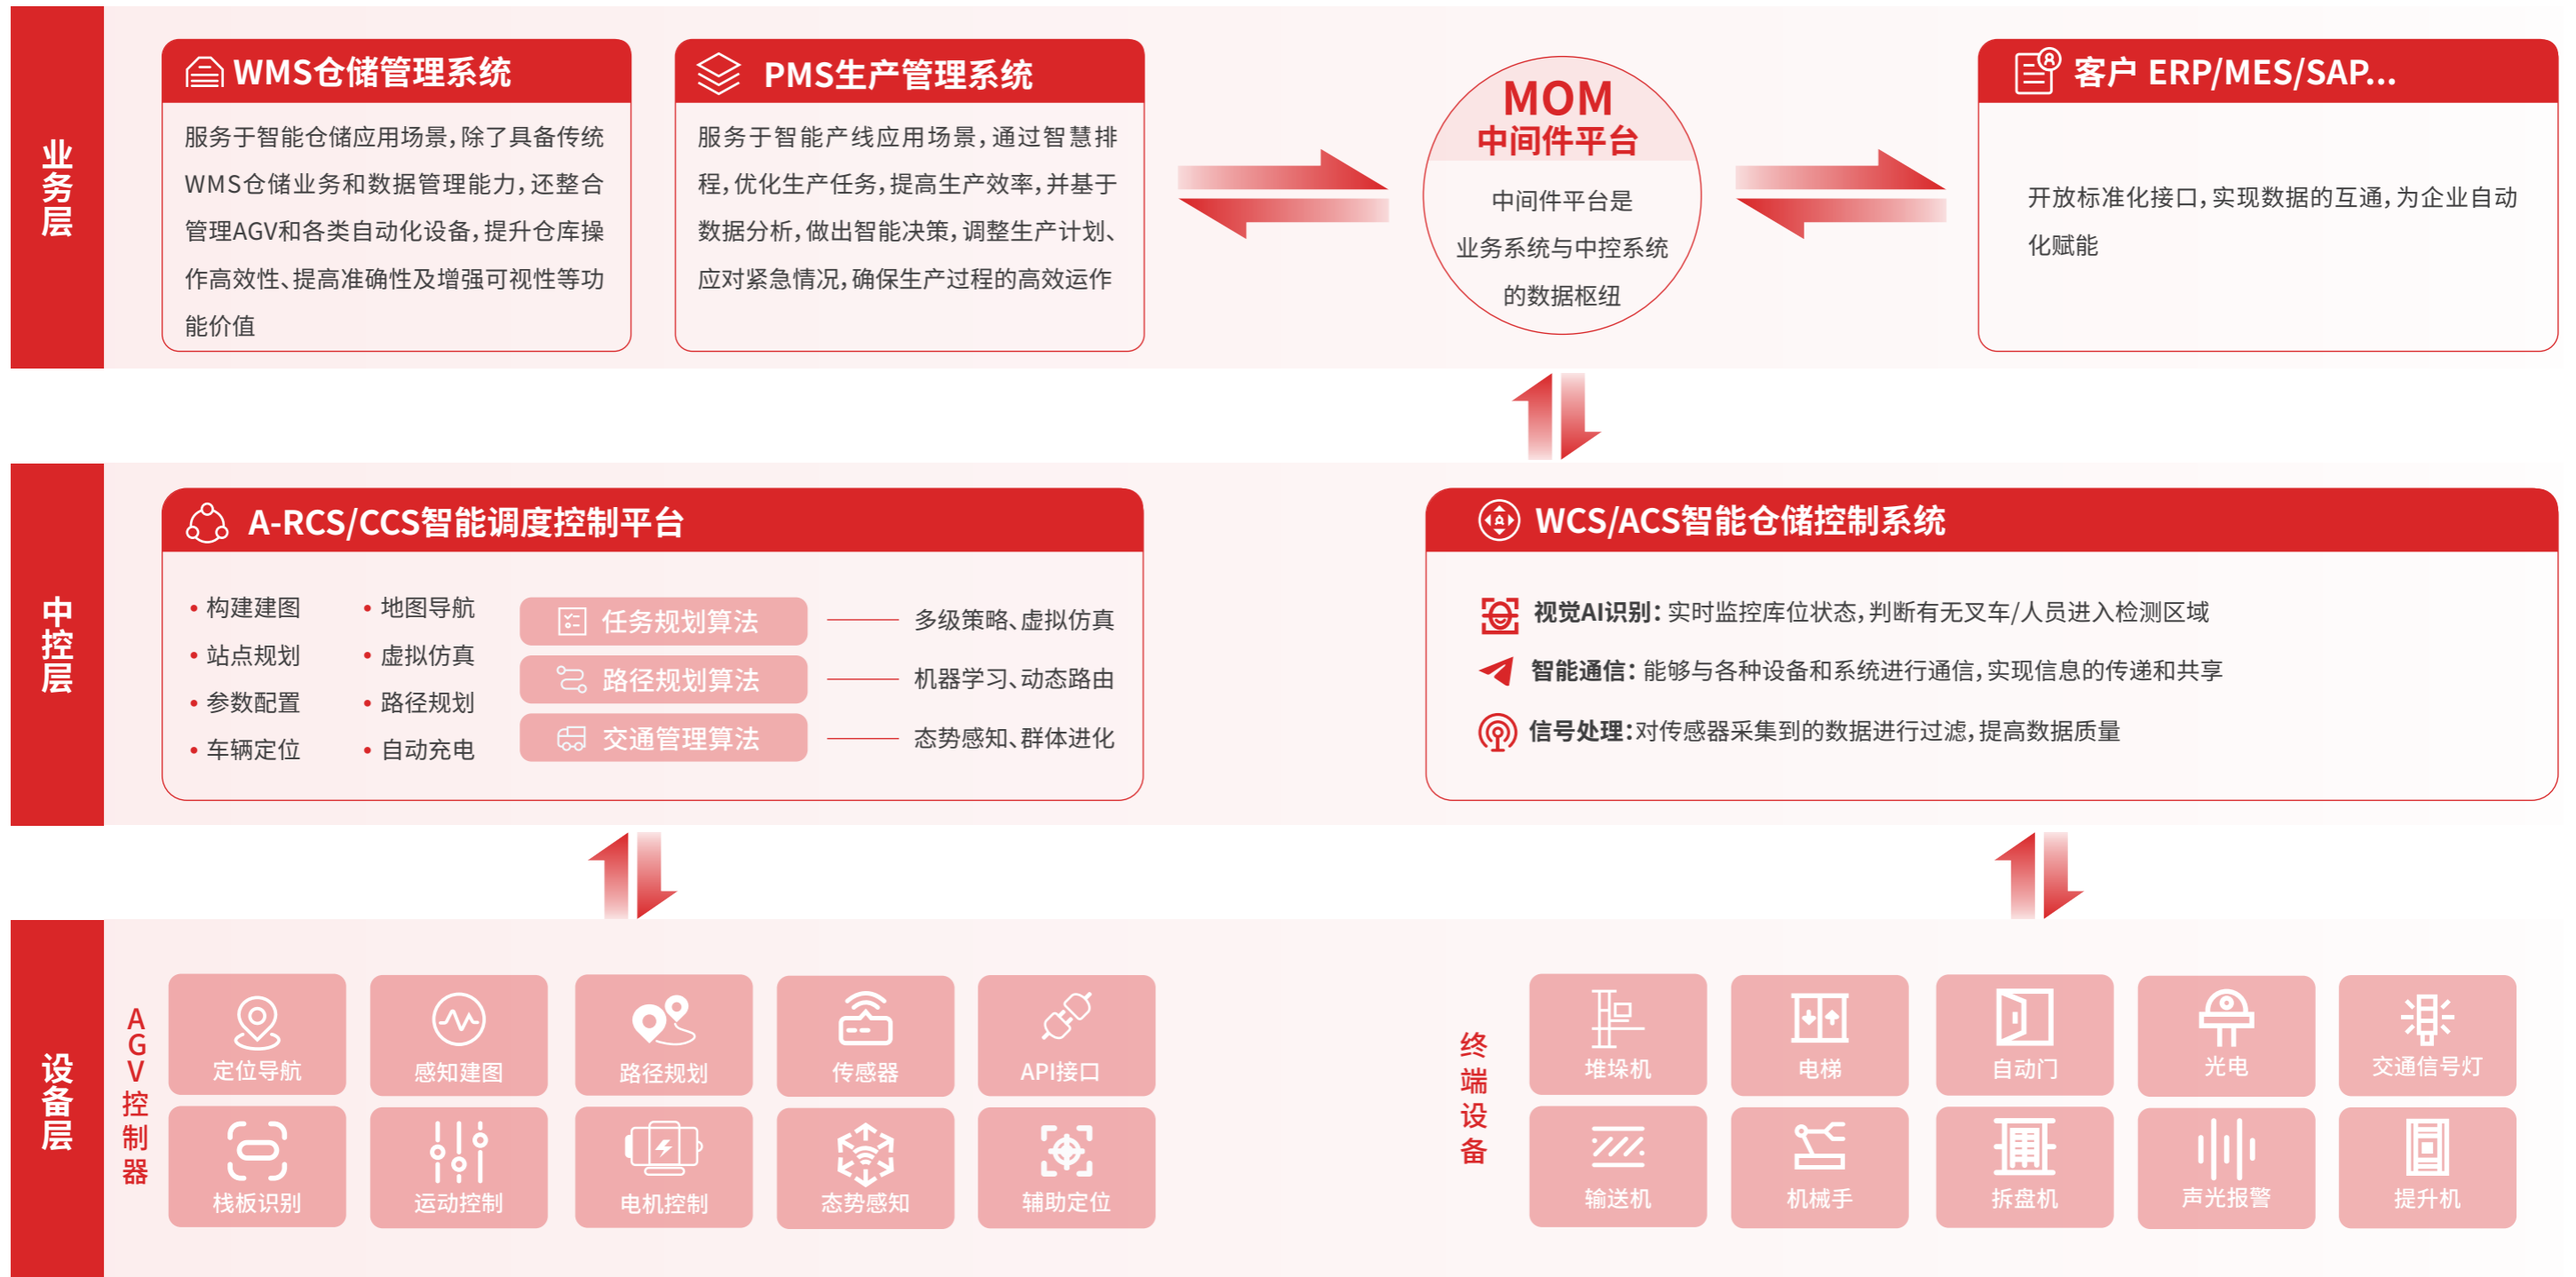 业务层
WMS仓储管理系统
服务于智能仓储应用场景,除了具备传统
WMS仓储业务和数据管理能力,还整合
管理AGV和各类自动化设备,提升仓库操
作高效性、提高准确性及增强可视性等功
能价值
PMS生产管理系统
服务于智能产线应用场景,通过智慧排
程,优化生产任务,提高生产效率,并基于
数据分析,做出智能决策,调整生产计划、
应对紧急情况,确保生产过程的高效运作
MOM
中间件平台
中间件平台是
业务系统与中控系统
的数据枢纽
客户 ERP/MES/SAP...
开放标准化接口,实现数据的互通,为企业自动
化赋能
中控层
A-RCS/CCS智能调度控制平台
• 构建建图
• 地图导航
• 站点规划
• 虚拟仿真
• 参数配置
• 路径规划
• 车辆定位
• 自动充电
任务规划算法
多级策略、虚拟仿真
路径规划算法
机器学习、动态路由
交通管理算法
态势感知、群体进化
WCS/ACS智能仓储控制系统
视觉AI识别: 实时监控库位状态,判断有无叉车/人员进入检测区域
智能通信: 能够与各种设备和系统进行通信,实现信息的传递和共享
信号处理:对传感器采集到的数据进行过滤,提高数据质量
设备层
AGV控制器
定位导航
感知建图
路径规划
传感器
API接口
栈板识别
运动控制
电机控制
态势感知
辅助定位
终端设备
堆垛机
电梯
自动门
光电
交通信号灯
输送机
机械手
拆盘机
声光报警
提升机